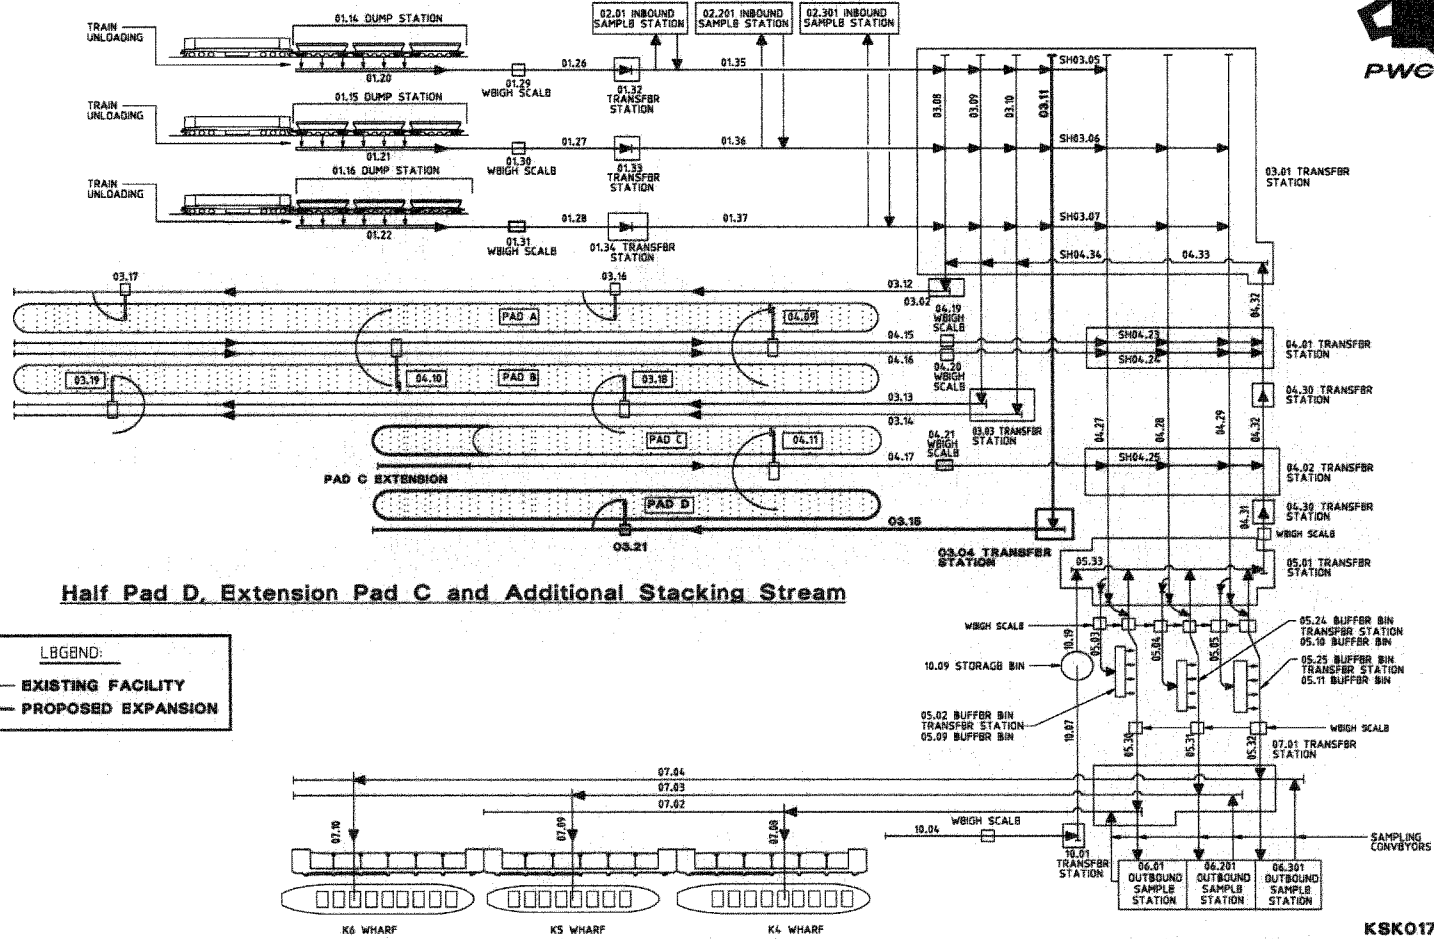 01.14 DUMP STATION
TRAIN
UNLOADING
01.20
01.29
WEIGH SCALE
01.26
01.32
TRANSFER
STATION
01.35
02.01 INBOUND
SAMPLE STATION
02.201 INBOUND
SAMPLE STATION
02.301 INBOUND
SAMPLE STATION
PWC
01.15 DUMP STATION
TRAIN
UNLOADING
01.21
01.30
WEIGH SCALE
01.27
01.33
TRANSFER
STATION
01.36
01.16 DUMP STATION
TRAIN
UNLOADING
01.22
01.31
WEIGH SCALE
01.28
01.34 TRANSFER
STATION
01.37
03.08
03.09
03.10
03.11
SH03.05
SH03.06
SH03.07
03.01 TRANSFER
STATION
SH04.34
04.33
04.32
03.17
03.16
03.12
03.02
04.19
WEIGH
SCALE
PAD A
04.09
04.15
04.16
04.20
WEIGH
SCALE
SH04.23
SH04.24
04.01 TRANSFER
STATION
03.19
04.10
PAD B
03.18
03.13
03.14
03.03 TRANSFER
STATION
04.30 TRANSFER
STATION
04.27
04.28
04.29
04.32
PAD C
04.11
04.21
WEIGH
SCALE
04.17
SH04.25
04.02 TRANSFER
STATION
PAD C EXTENSION
PAD D
03.15
03.21
03.04 TRANSFER
STATION
04.31
04.30 TRANSFER
STATION
WEIGH SCALE
05.33
05.01 TRANSFER
STATION
Half Pad D, Extension Pad C and Additional Stacking Stream
LEGEND:
EXISTING FACILITY
PROPOSED EXPANSION
WEIGH SCALE
10.19
05.03
05.04
05.05
05.24 BUFFER BIN
TRANSFER STATION
05.10 BUFFER BIN
05.25 BUFFER BIN
TRANSFER STATION
05.11 BUFFER BIN
10.09 STORAGE BIN
05.02 BUFFER BIN
TRANSFER STATION
05.09 BUFFER BIN
10.07
05.30
05.31
05.32
WEIGH SCALE
07.01 TRANSFER
STATION
07.04
07.03
07.02
07.10
07.09
07.08
10.04
WEIGH SCALE
10.01
TRANSFER
STATION
06.01
OUTBOUND
SAMPLE
STATION
06.201
OUTBOUND
SAMPLE
STATION
06.301
OUTBOUND
SAMPLE
STATION
SAMPLING
CONVEYORS
K6 WHARF
K5 WHARF
K4 WHARF
KSK017